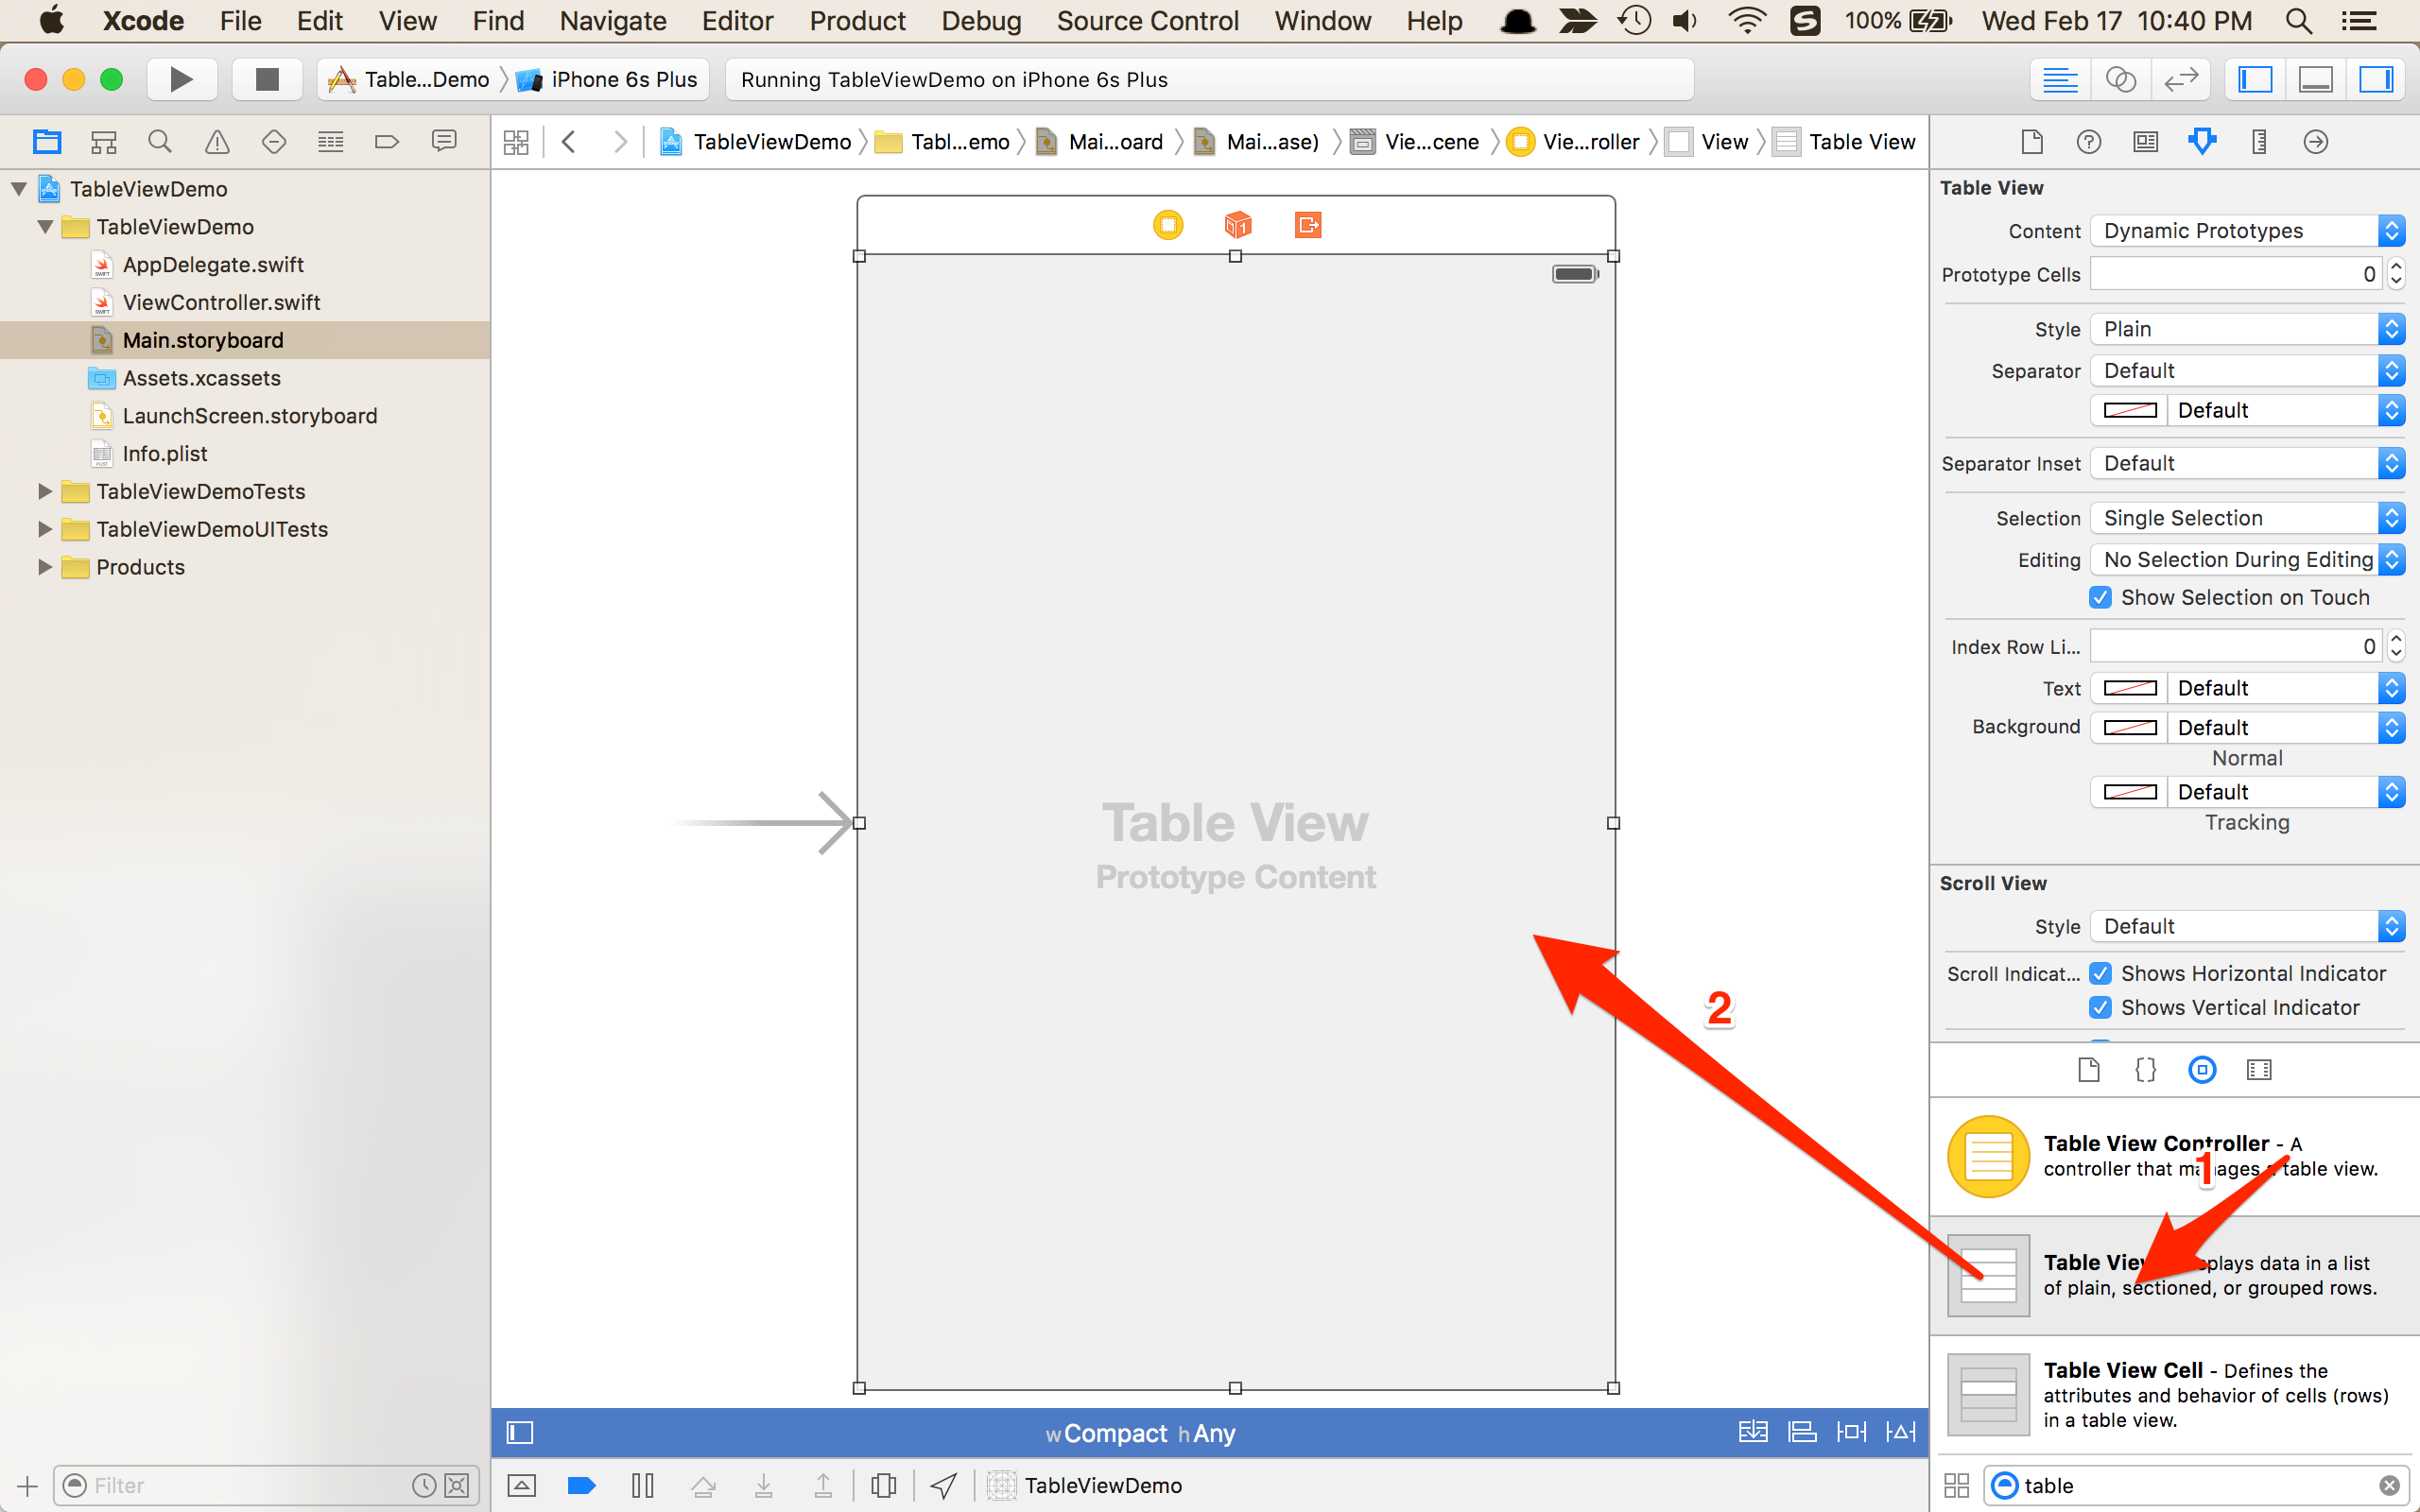 Xcode File Edit View Find Navigate Editor Product Debug Source Control Window Help 100% Wed Feb 17 10:40 PM
Table...Demo iPhone 6s Plus Running TableViewDemo on iPhone 6s Plus
TableViewDemo Tabl...emo Mai...oard Mai...ase) Vie...cene Vie...roller View Table View
TableViewDemo
TableViewDemo
AppDelegate.swift
ViewController.swift
Main.storyboard
Assets.xcassets
LaunchScreen.storyboard
Info.plist
TableViewDemoTests
TableViewDemoUITests
Products
Filter
Table View
Prototype Content
2
wCompact hAny
TableViewDemo
Table View
Content Dynamic Prototypes
Prototype Cells 0
Style Plain
Separator Default
Default
Separator Inset Default
Selection Single Selection
Editing No Selection During Editing
Show Selection on Touch
Index Row Li... 0
Text Default
Background Default
Normal
Default
Tracking
Scroll View
Style Default
Scroll Indicat... Shows Horizontal Indicator
Shows Vertical Indicator
Table View Controller - A
controller that manages a table view.
1
Table View displays data in a list
of plain, sectioned, or grouped rows.
Table View Cell - Defines the
attributes and behavior of cells (rows)
in a table view.
table